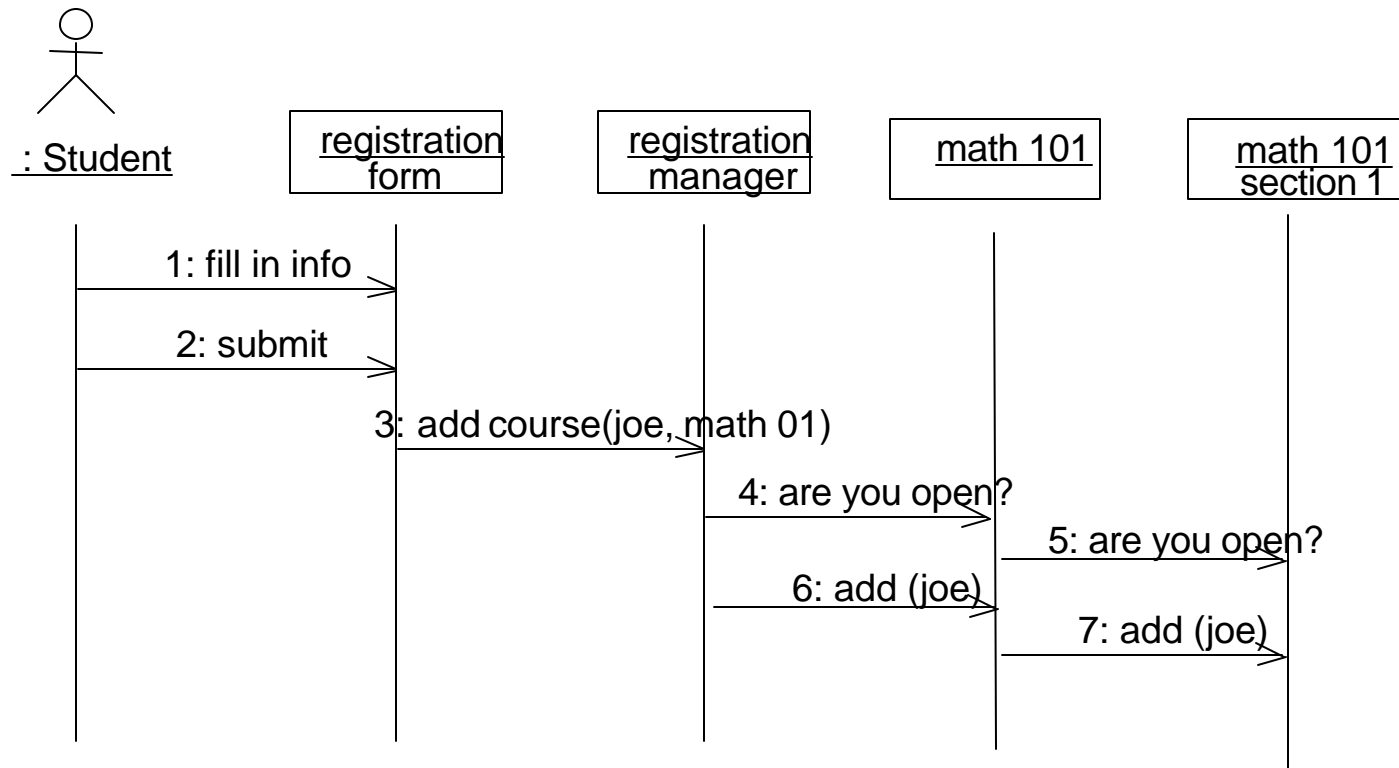 : Student
registration
form
registration
manager
math 101
math 101
section 1
1: fill in info
2: submit
3: add course(joe, math 01)
4: are you open?
5: are you open?
6: add (joe)
7: add (joe)